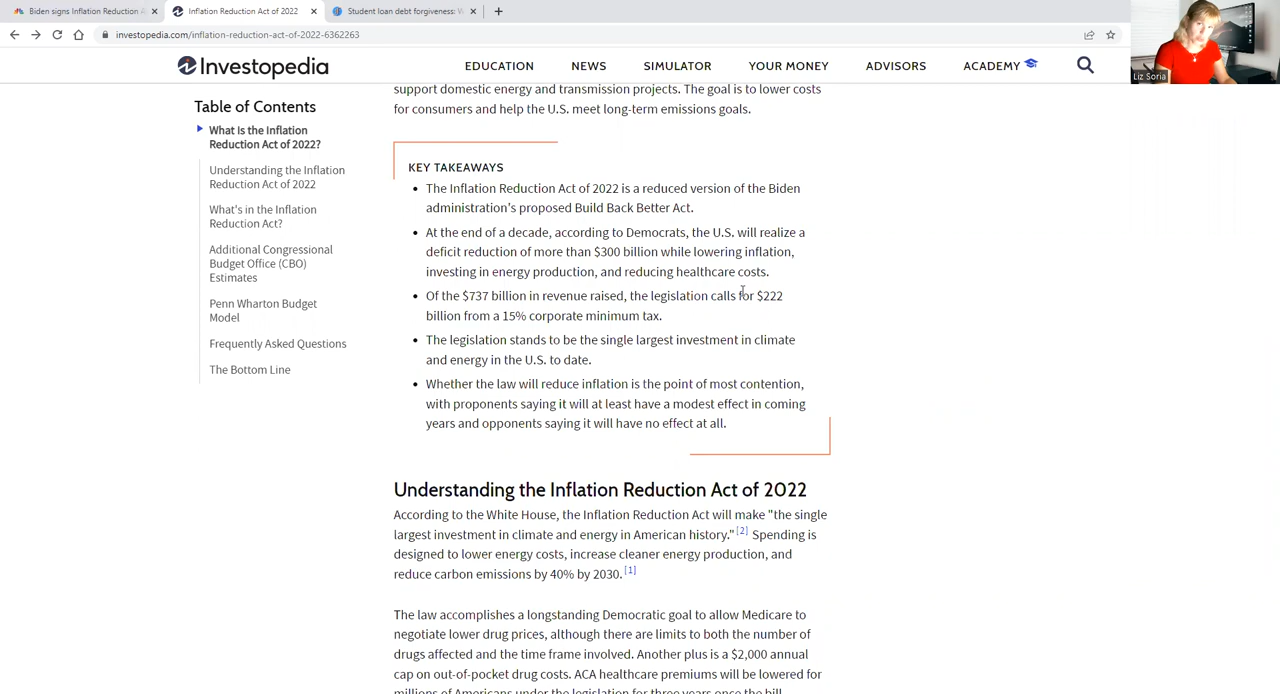 Biden signs Inflation Reduction A
Inflation Reduction Act of 2022
Student loan debt forgiveness: W
investopedia.com/inflation-reduction-act-of-2022-6362263
Liz Soria
Investopedia
EDUCATION NEWS SIMULATOR YOUR MONEY ADVISORS ACADEMY
Table of Contents
What Is the Inflation
Reduction Act of 2022?
Understanding the Inflation
Reduction Act of 2022
What's in the Inflation
Reduction Act?
Additional Congressional
Budget Office (CBO)
Estimates
Penn Wharton Budget
Model
Frequently Asked Questions
The Bottom Line
support domestic energy and transmission projects. The goal is to lower costs
for consumers and help the U.S. meet long-term emissions goals.
KEY TAKEAWAYS
• The Inflation Reduction Act of 2022 is a reduced version of the Biden
administration's proposed Build Back Better Act.
• At the end of a decade, according to Democrats, the U.S. will realize a
deficit reduction of more than $300 billion while lowering inflation,
investing in energy production, and reducing healthcare costs.
• Of the $737 billion in revenue raised, the legislation calls for $222
billion from a 15% corporate minimum tax.
• The legislation stands to be the single largest investment in climate
and energy in the U.S. to date.
• Whether the law will reduce inflation is the point of most contention,
with proponents saying it will at least have a modest effect in coming
years and opponents saying it will have no effect at all.
Understanding the Inflation Reduction Act of 2022
According to the White House, the Inflation Reduction Act will make "the single
largest investment in climate and energy in American history." [2] Spending is
designed to lower energy costs, increase cleaner energy production, and
reduce carbon emissions by 40% by 2030. [1]
The law accomplishes a longstanding Democratic goal to allow Medicare to
negotiate lower drug prices, although there are limits to both the number of
drugs affected and the time frame involved. Another plus is a $2,000 annual
cap on out-of-pocket drug costs. ACA healthcare premiums will be lowered for
millions of Americans under the legislation for three years once the bill